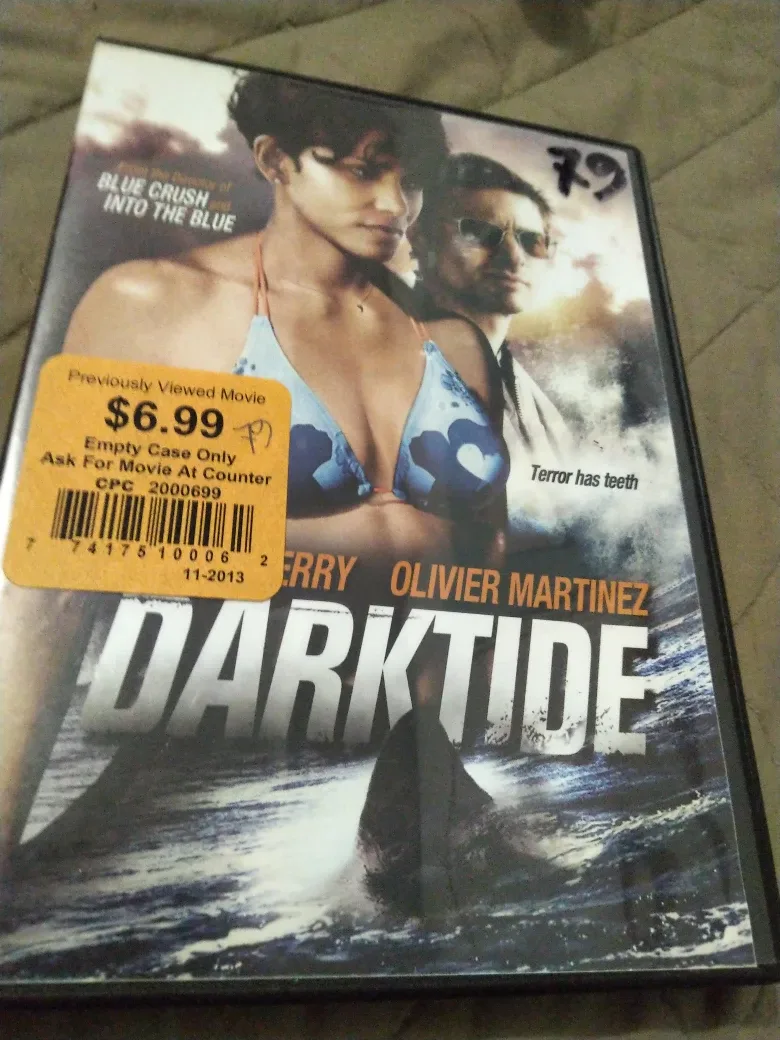 79
From the Director of
BLUE CRUSH and
INTO THE BLUE
Previously Viewed Movie
$6.99 79
Empty Case Only
Ask For Movie At Counter
CPC 2000699
7 74175 10006 2
11-2013
Terror has teeth
ERRY OLIVIER MARTINEZ
DARKTIDE